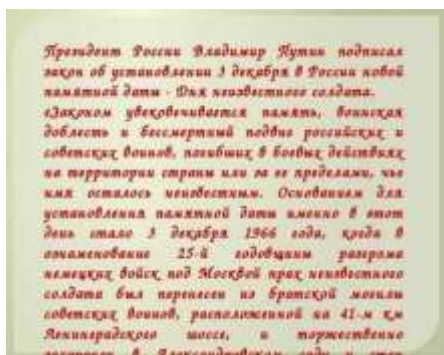 Президент России Владимир Путин подписал
закон об установлении 3 декабря в России новой
памятной даты - Дня неизвестного солдата.
«Законом увековечивается память, воинская
доблесть и бессмертный подвиг российских и
советских воинов, погибших в боевых действиях
на территории страны или за ее пределами, чье
имя осталось неизвестным. Основанием для
установления памятной даты именно в этот
день стало 3 декабря 1966 года, когда в
ознаменование 25-й годовщины разгрома
немецких войск под Москвой прах неизвестного
солдата был перенесен из братской могилы
советских воинов, расположенной на 41-м км
Ленинградского шоссе, и торжественно
захоронен в Александровском саду